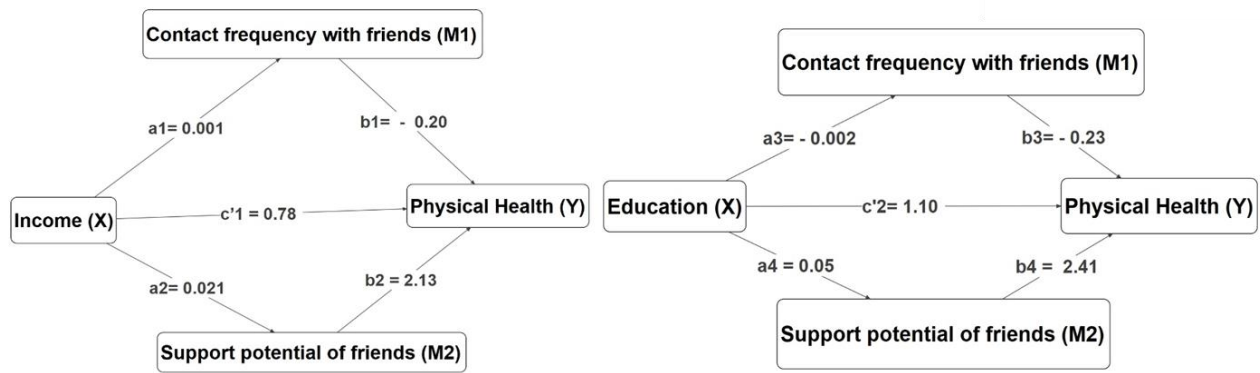 Contact frequency with friends (M1)
a1= 0.001
b1= - 0.20
Income (X)
c'1 = 0.78
Physical Health (Y)
a2= 0.021
b2 = 2.13
Support potential of friends (M2)
Contact frequency with friends (M1)
a3= - 0.002
b3= - 0.23
Education (X)
c'2= 1.10
Physical Health (Y)
a4 = 0.05
b4 = 2.41
Support potential of friends (M2)